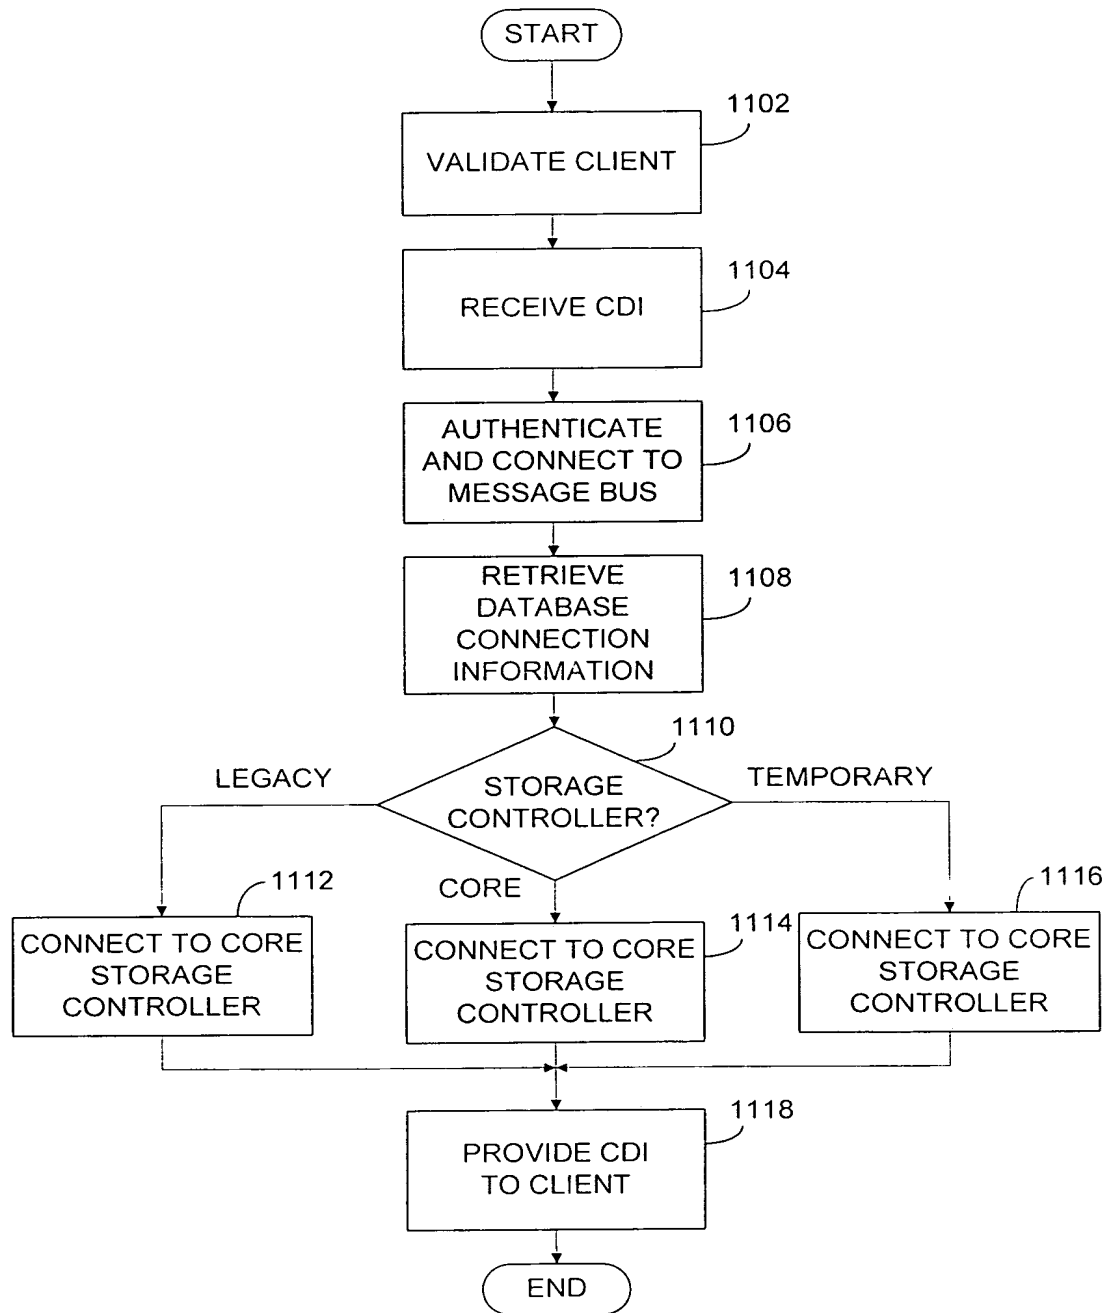 START
1102
VALIDATE CLIENT
1104
RECEIVE CDI
1106
AUTHENTICATE
AND CONNECT TO
MESSAGE BUS
1108
RETRIEVE
DATABASE
CONNECTION
INFORMATION
1110
LEGACY
STORAGE
CONTROLLER?
TEMPORARY
CORE
1112
CONNECT TO CORE
STORAGE
CONTROLLER
1114
CONNECT TO CORE
STORAGE
CONTROLLER
1116
CONNECT TO CORE
STORAGE
CONTROLLER
1118
PROVIDE CDI
TO CLIENT
END